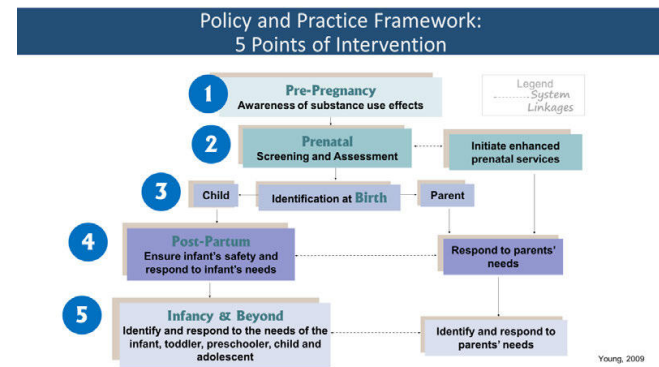 Policy and Practice Framework:
5 Points of Intervention
Legend
System
Linkages
1
Pre-Pregnancy
Awareness of substance use effects
2
Prenatal
Screening and Assessment
Initiate enhanced
prenatal services
3
Child
Identification at Birth
Parent
4
Post-Partum
Ensure infant's safety and
respond to infant's needs
Respond to parents'
needs
5
Infancy & Beyond
Identify and respond to the needs of the
infant, toddler, preschooler, child and
adolescent
Identify and respond to
parents' needs
Young, 2009